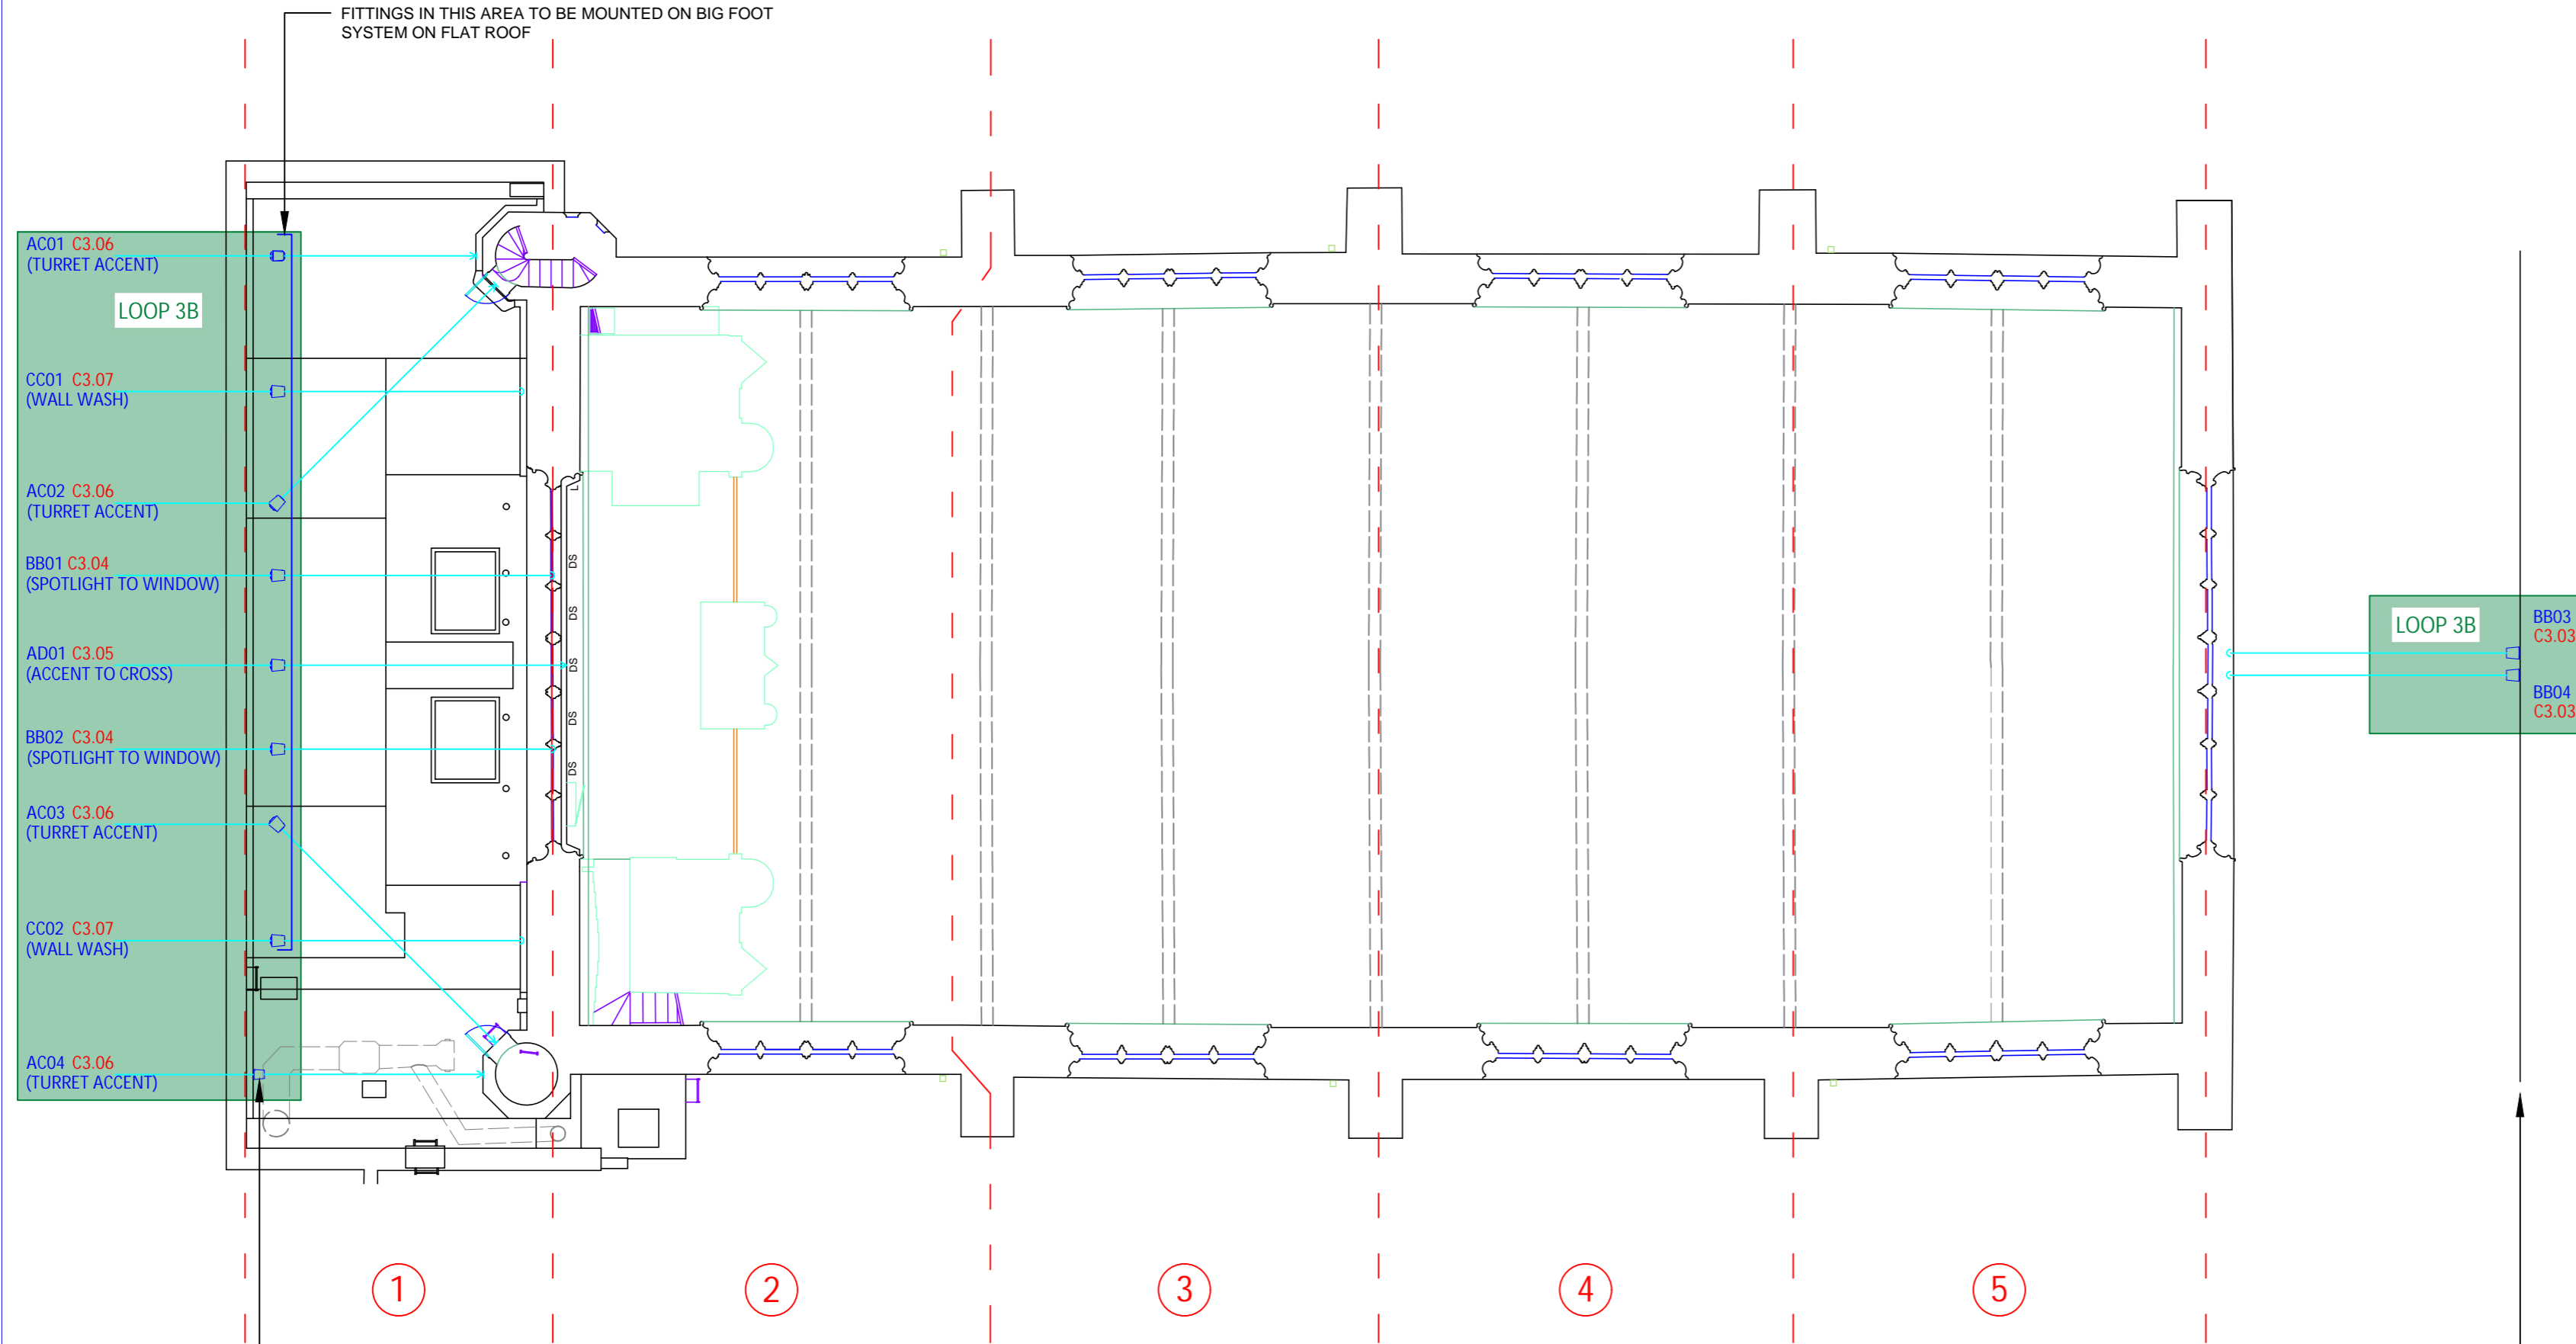 FITTINGS IN THIS AREA TO BE MOUNTED ON BIG FOOT
SYSTEM ON FLAT ROOF
AC01 C3.06
(TURRET ACCENT)
LOOP 3B
CC01 C3.07
(WALL WASH)
AC02 C3.06
(TURRET ACCENT)
BB01 C3.04
(SPOTLIGHT TO WINDOW)
AD01 C3.05
(ACCENT TO CROSS)
BB02 C3.04
(SPOTLIGHT TO WINDOW)
AC03 C3.06
(TURRET ACCENT)
CC02 C3.07
(WALL WASH)
AC04 C3.06
(TURRET ACCENT)
L
DS
DS
DS
DS
DS
LOOP 3B
BB03
C3.03
BB04
C3.03
1
2
3
4
5